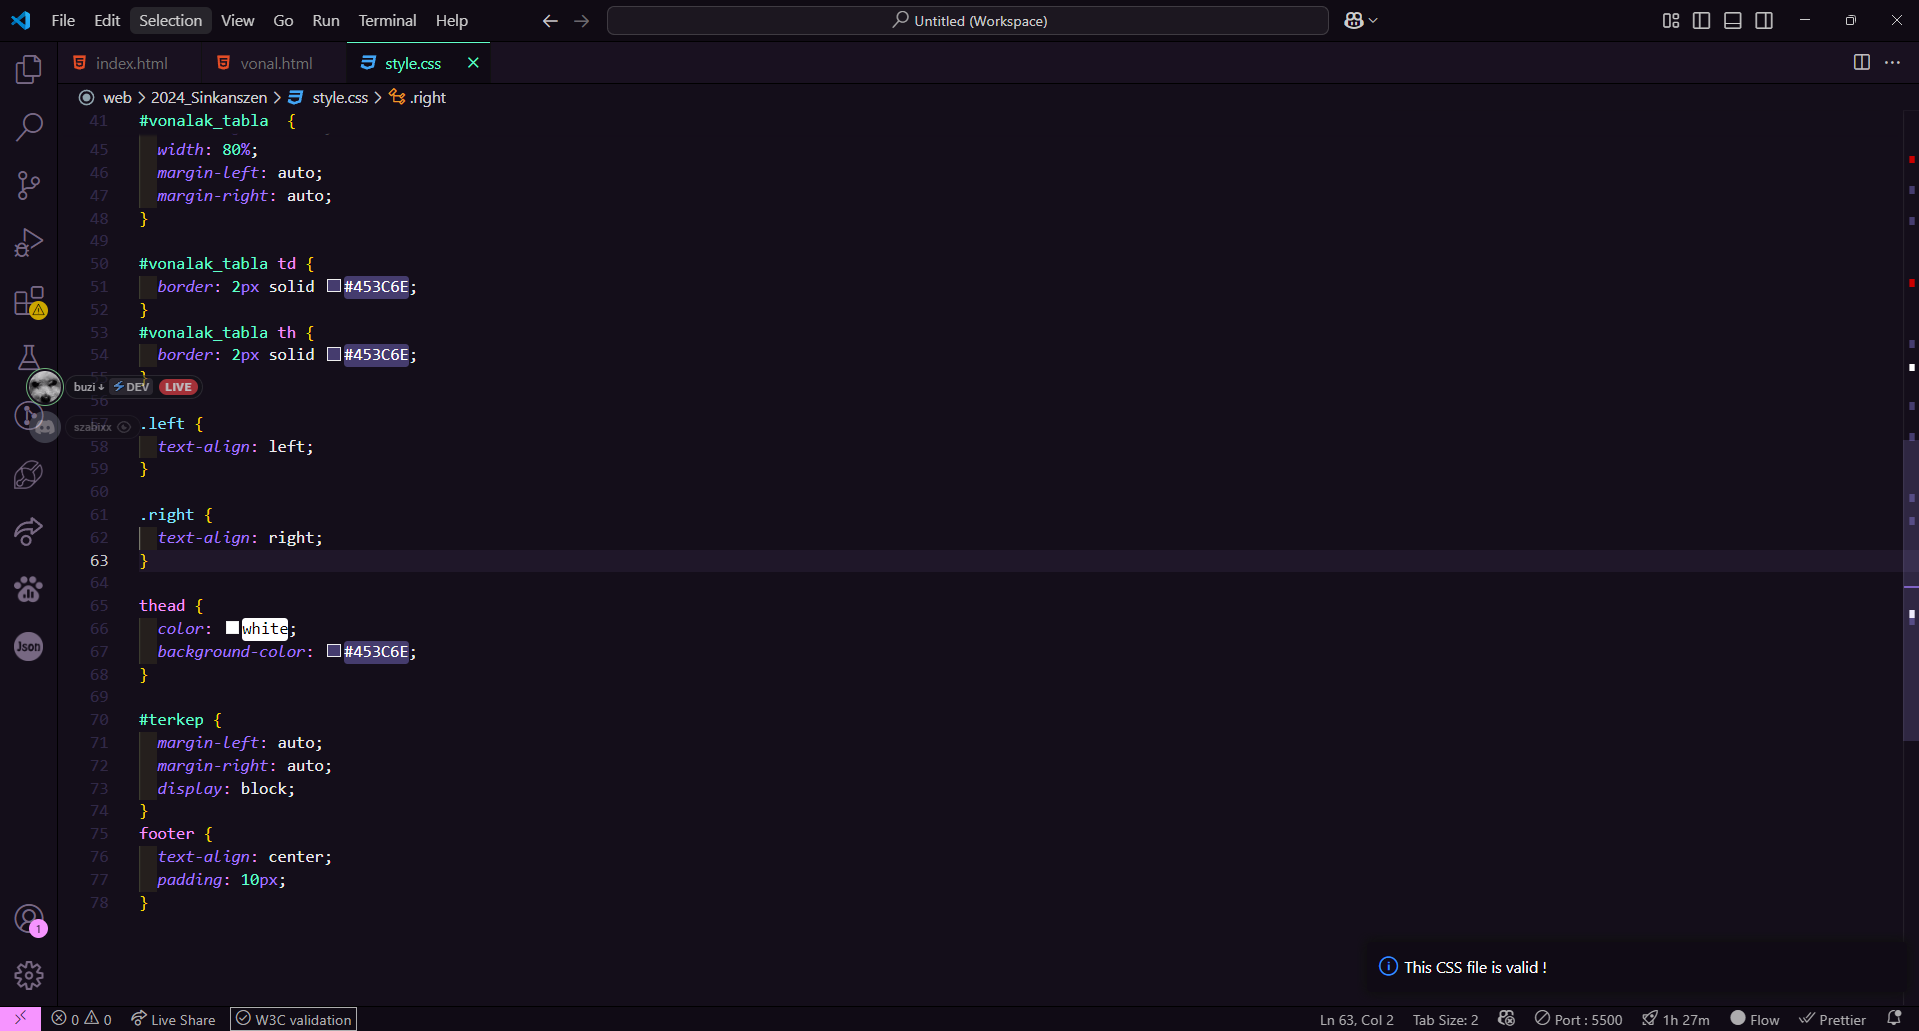 File Edit Selection View Go Run Terminal Help
Untitled (Workspace)
index.html
vonal.html
style.css
web > 2024_Sinkanszen > style.css > .right
41 #vonalak_tabla {
45 width: 80%;
46 margin-left: auto;
47 margin-right: auto;
48 }
49
50 #vonalak_tabla td {
51 border: 2px solid #453C6E;
52 }
53 #vonalak_tabla th {
54 border: 2px solid #453C6E;
buzi DEV LIVE
56
szabixx
.left {
58 text-align: left;
59 }
60
61 .right {
62 text-align: right;
63 }
64
65 thead {
66 color: white;
67 background-color: #453C6E;
68 }
69
70 #terkep {
71 margin-left: auto;
72 margin-right: auto;
73 display: block;
74 }
75 footer {
76 text-align: center;
77 padding: 10px;
78 }
Json
1
This CSS file is valid !
0 0 Live Share W3C validation Ln 63, Col 2 Tab Size: 2 Port : 5500 1h 27m Flow Prettier